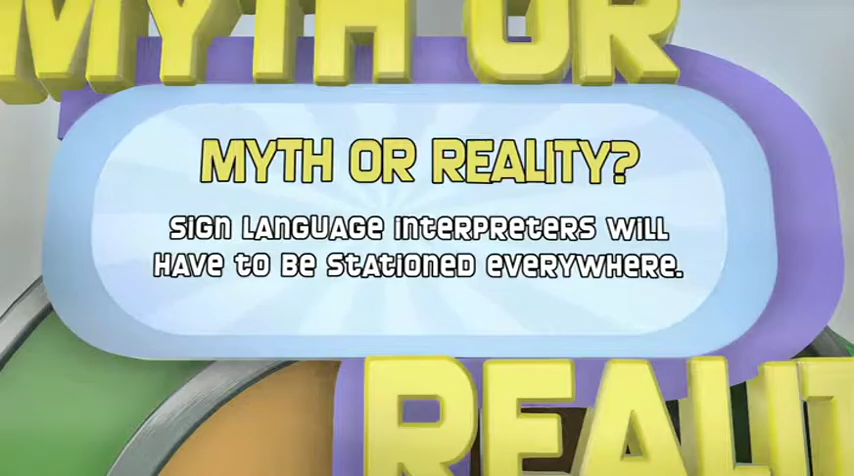 MYTH OR
MYTH OR REALITY?
SIGN LANGUAGE INTERPRETERS WILL
HAVE TO BE STATIONED EVERYWHERE.
REALIT